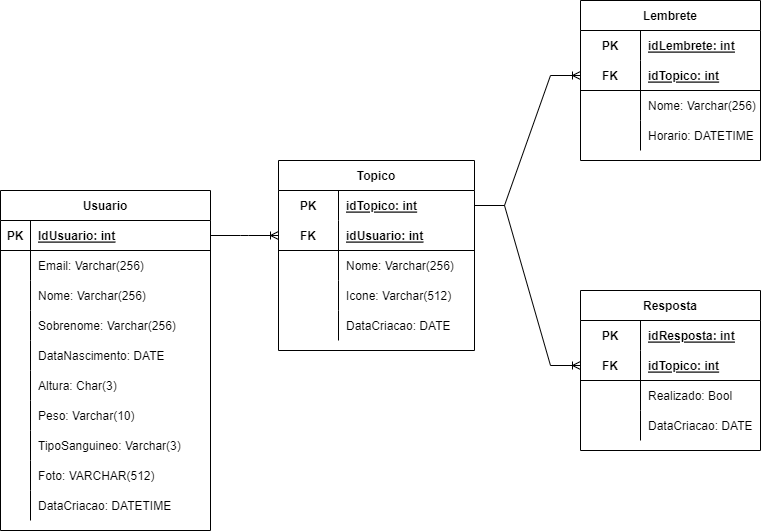 Usuario
PK IdUsuario: int
Email: Varchar(256)
Nome: Varchar(256)
Sobrenome: Varchar(256)
DataNascimento: DATE
Altura: Char(3)
Peso: Varchar(10)
TipoSanguineo: Varchar(3)
Foto: VARCHAR(512)
DataCriacao: DATETIME
Topico
PK idTopico: int
FK idUsuario: int
Nome: Varchar(256)
Icone: Varchar(512)
DataCriacao: DATE
Lembrete
PK idLembrete: int
FK idTopico: int
Nome: Varchar(256)
Horario: DATETIME
Resposta
PK idResposta: int
FK idTopico: int
Realizado: Bool
DataCriacao: DATE